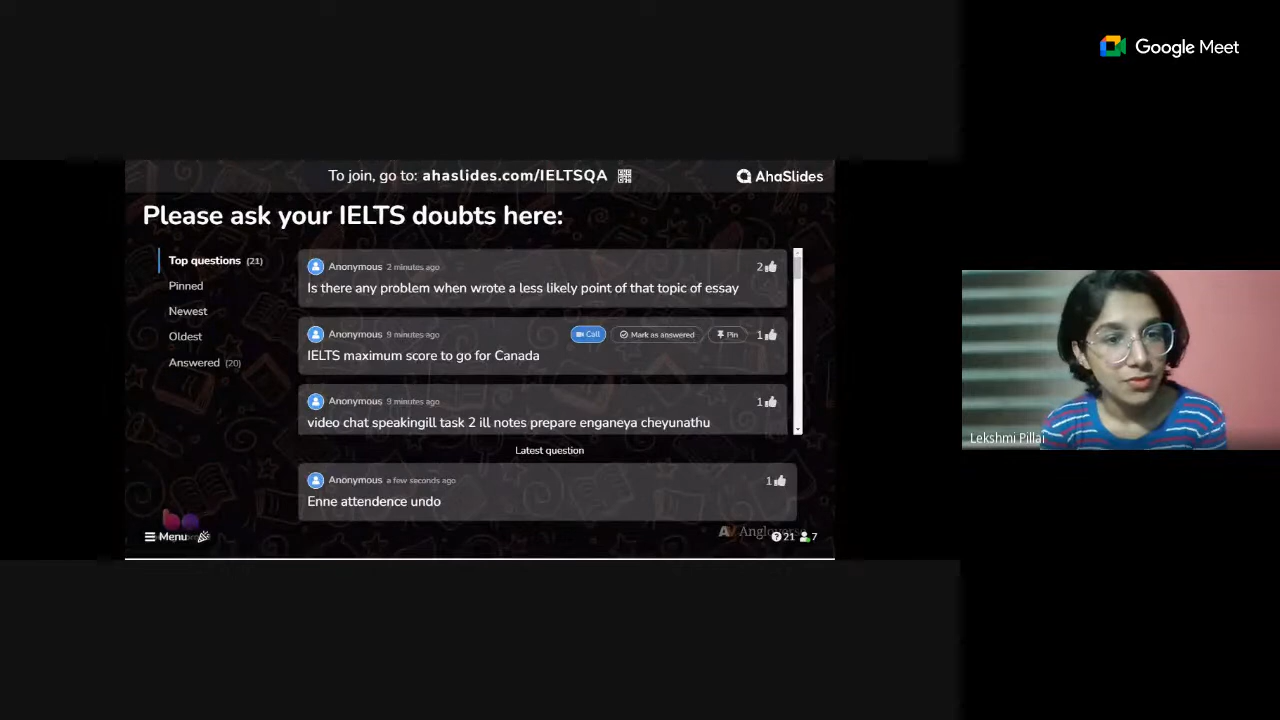 Google Meet
To join, go to: ahaslides.com/IELTSQA
AhaSlides
Please ask your IELTS doubts here:
Top questions (21)
Pinned
Newest
Oldest
Answered (20)
Anonymous 2 minutes ago
2
Is there any problem when wrote a less likely point of that topic of essay
Anonymous 9 minutes ago
Call
Mark as answered
Pin
1
IELTS maximum score to go for Canada
Anonymous 9 minutes ago
1
video chat speakingill task 2 ill notes prepare enganeya cheyunathu
Latest question
Anonymous a few seconds ago
1
Enne attendence undo
Menu
21
7
Lekshmi Pillai